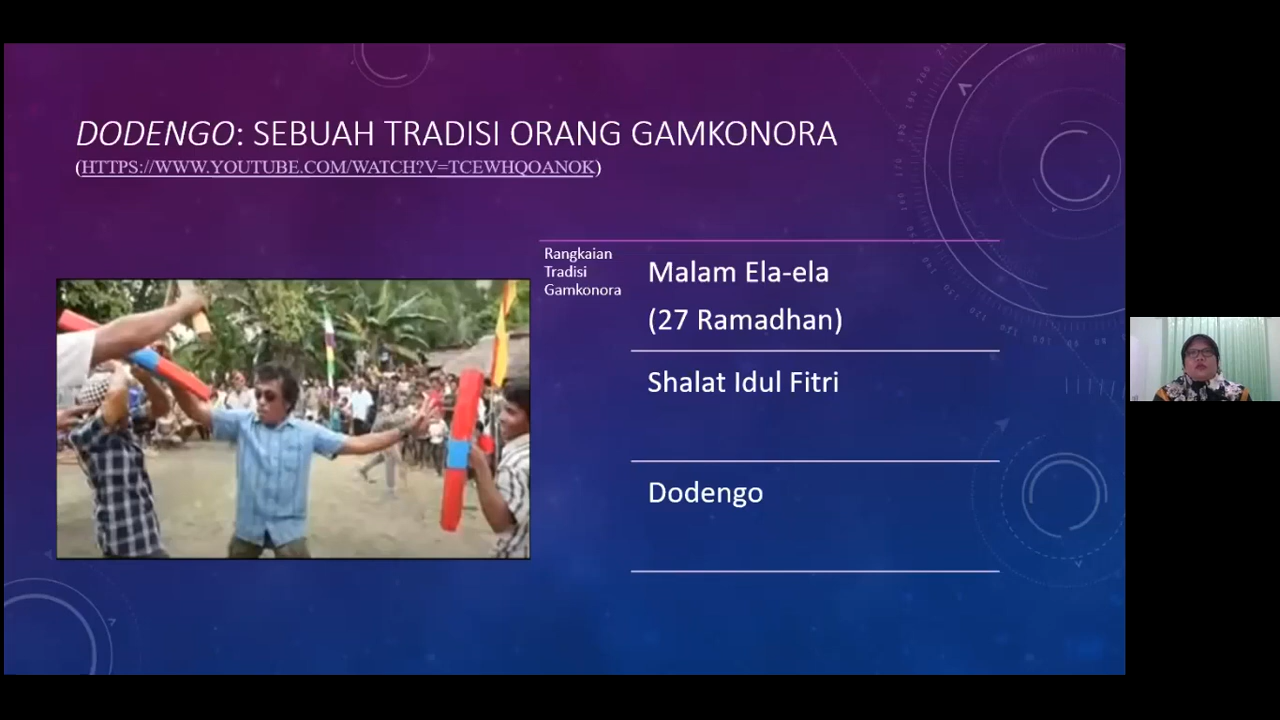 DODENGO: SEBUAH TRADISI ORANG GAMKONORA
(HTTPS://WWW.YOUTUBE.COM/WATCH?V=TCEWHQOANOK)
Rangkaian
Tradisi
Gamkonora
Malam Ela-ela
(27 Ramadhan)
Shalat Idul Fitri
Dodengo